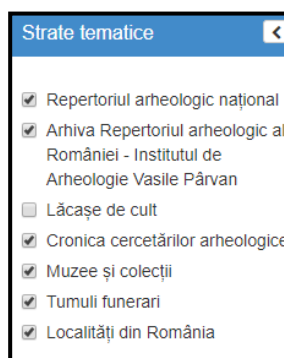 Strate tematice
Repertoriul arheologic național
Arhiva Repertoriul arheologic al
României - Institutul de
Arheologie Vasile Pârvan
Lăcașe de cult
Cronica cercetărilor arheologice
Muzee și colecții
Tumuli funerari
Localități din România